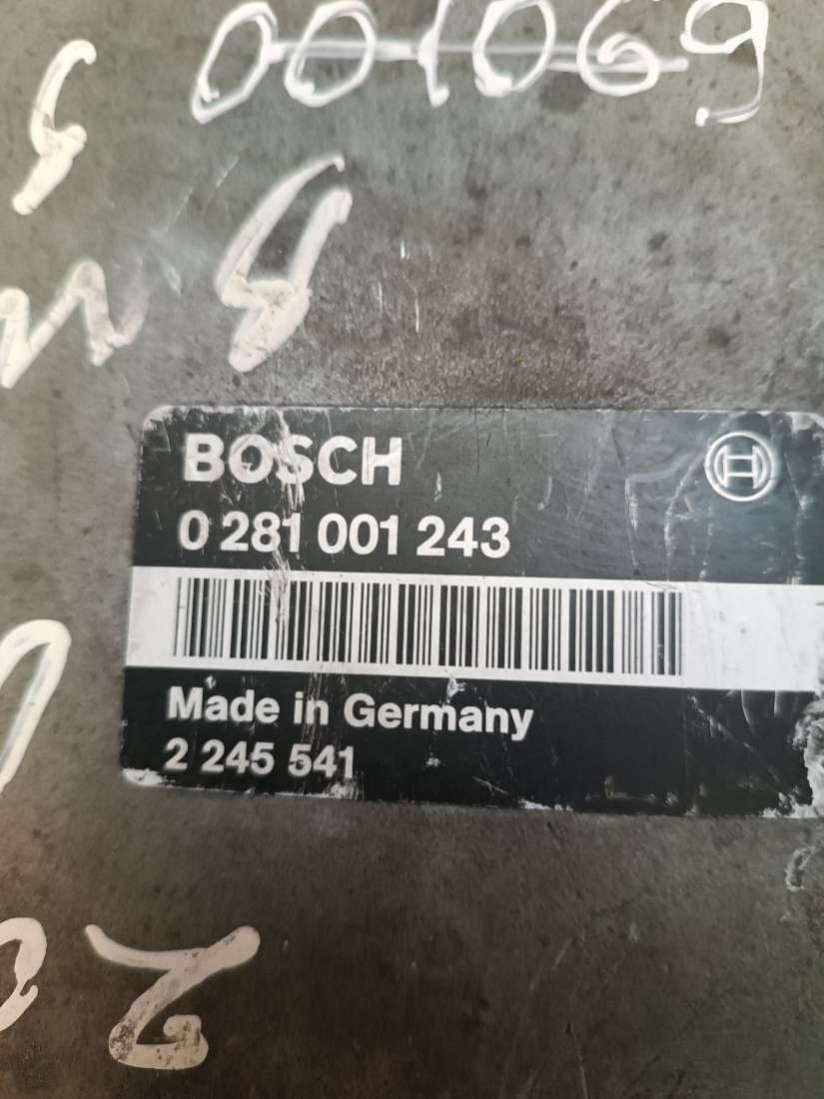 001069
BOSCH
0 281 001 243
Made in Germany
2 245 541